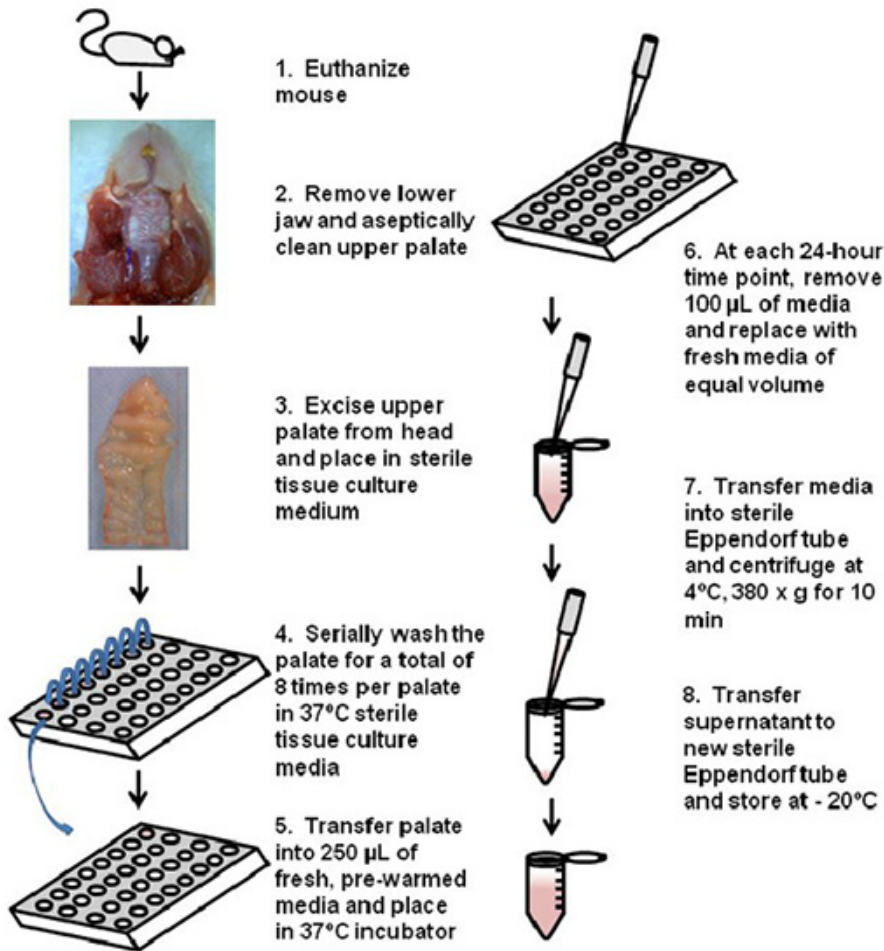 1. Euthanize
mouse
2. Remove lower
jaw and aseptically
clean upper palate
3. Excise upper
palate from head
and place in sterile
tissue culture
medium
4. Serially wash the
palate for a total of
8 times per palate
in 37°C sterile
tissue culture
media
5. Transfer palate
into 250 µL of
fresh, pre-warmed
media and place
in 37°C incubator
6. At each 24-hour
time point, remove
100 µL of media
and replace with
fresh media of
equal volume
7. Transfer media
into sterile
Eppendorf tube
and centrifuge at
4°C, 380 x g for 10
min
8. Transfer
supernatant to
new sterile
Eppendorf tube
and store at - 20°C